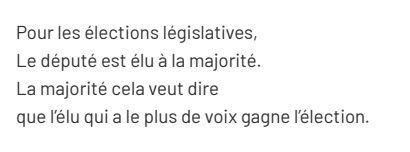 Pour les élections législatives,
Le député est élu à la majorité.
La majorité cela veut dire
que l’élu qui a le plus de voix gagne l’élection.